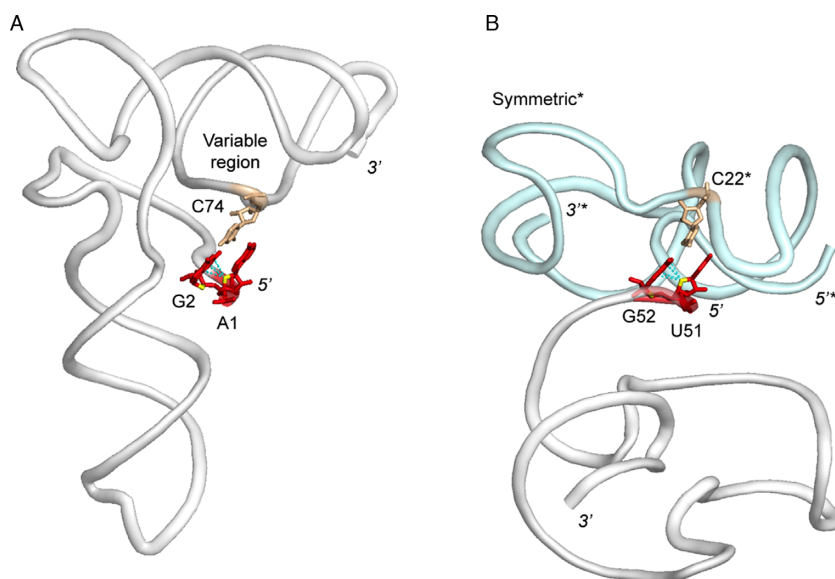 A
Variable
region
3'
C74
G2
5'
A1
B
Symmetric*
C22*
3'*
5'*
G52
5'
U51
3'